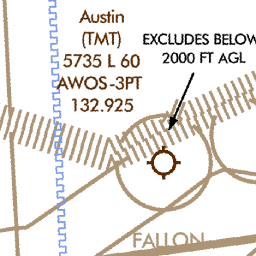 Austin
(TMT)
5735 L 60
AWOS-3PT
132.925
EXCLUDES BELOW
2000 FT AGL
FALLON